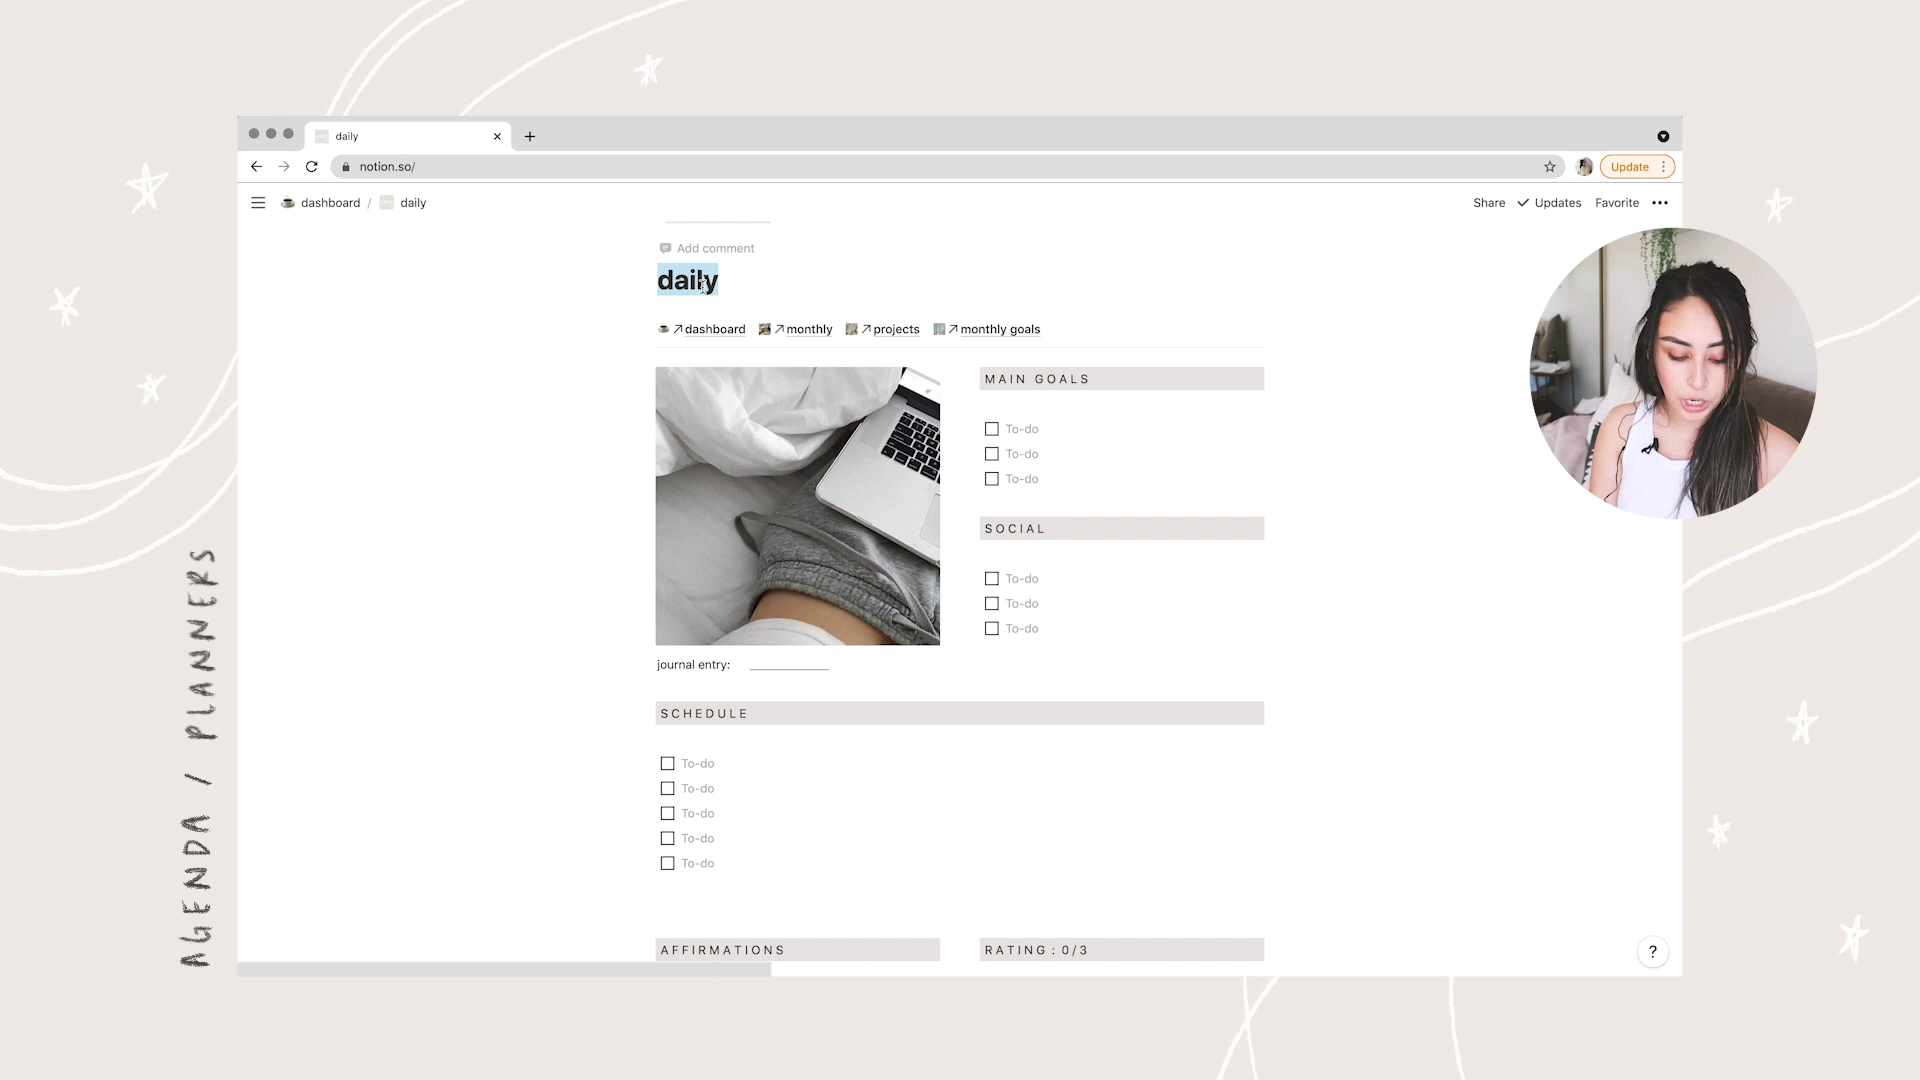 daily
notion.so/
Update
dashboard / daily
Share Updates Favorite
Add comment
daily
dashboard monthly projects monthly goals
MAIN GOALS
To-do
To-do
To-do
SOCIAL
To-do
To-do
To-do
journal entry:
SCHEDULE
To-do
To-do
To-do
To-do
To-do
AFFIRMATIONS
RATING : 0/3
?
AGENDA / PLANNERS